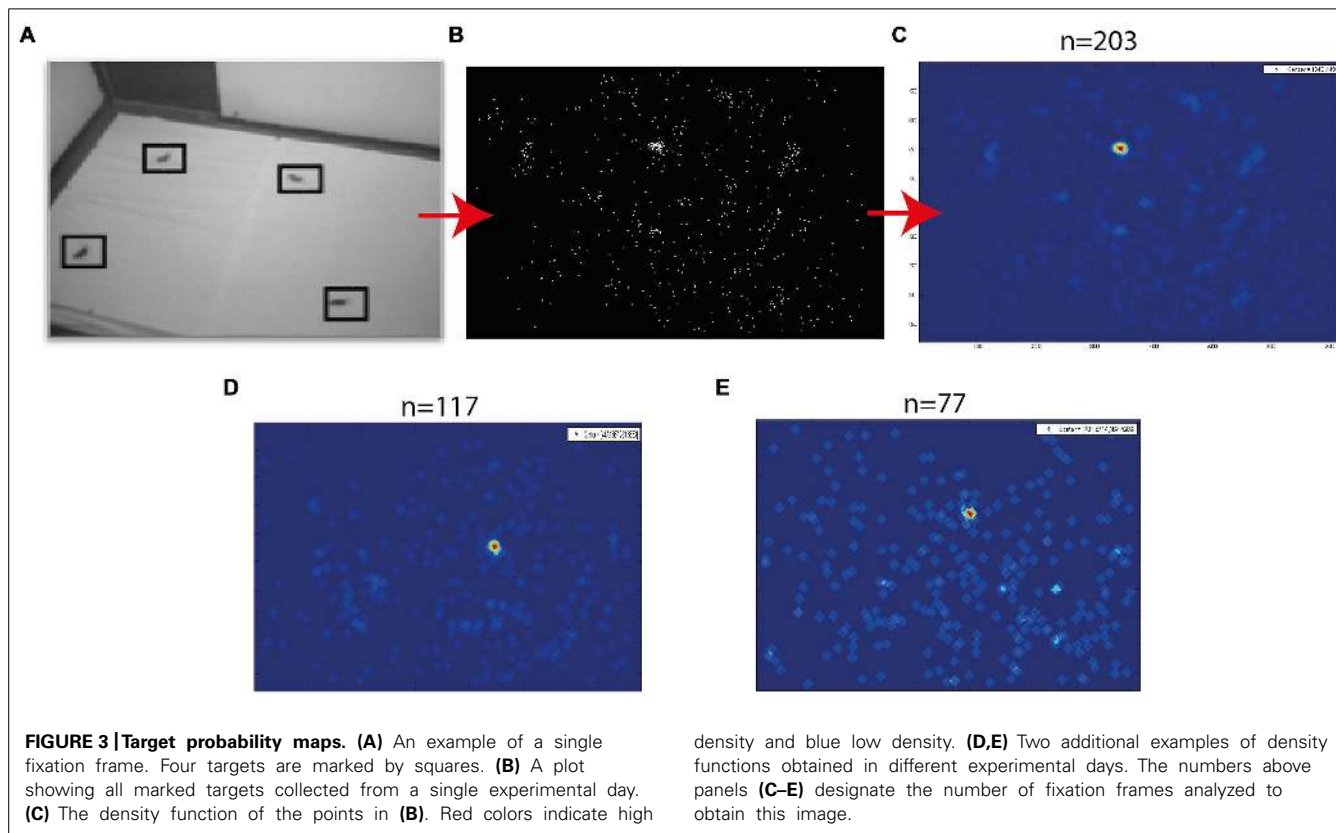 A
B
C
n=203
D
n=117
E
n=77
FIGURE 3 | Target probability maps. (A) An example of a single
fixation frame. Four targets are marked by squares. (B) A plot
showing all marked targets collected from a single experimental day.
(C) The density function of the points in (B). Red colors indicate high
density and blue low density. (D,E) Two additional examples of density
functions obtained in different experimental days. The numbers above
panels (C–E) designate the number of fixation frames analyzed to
obtain this image.